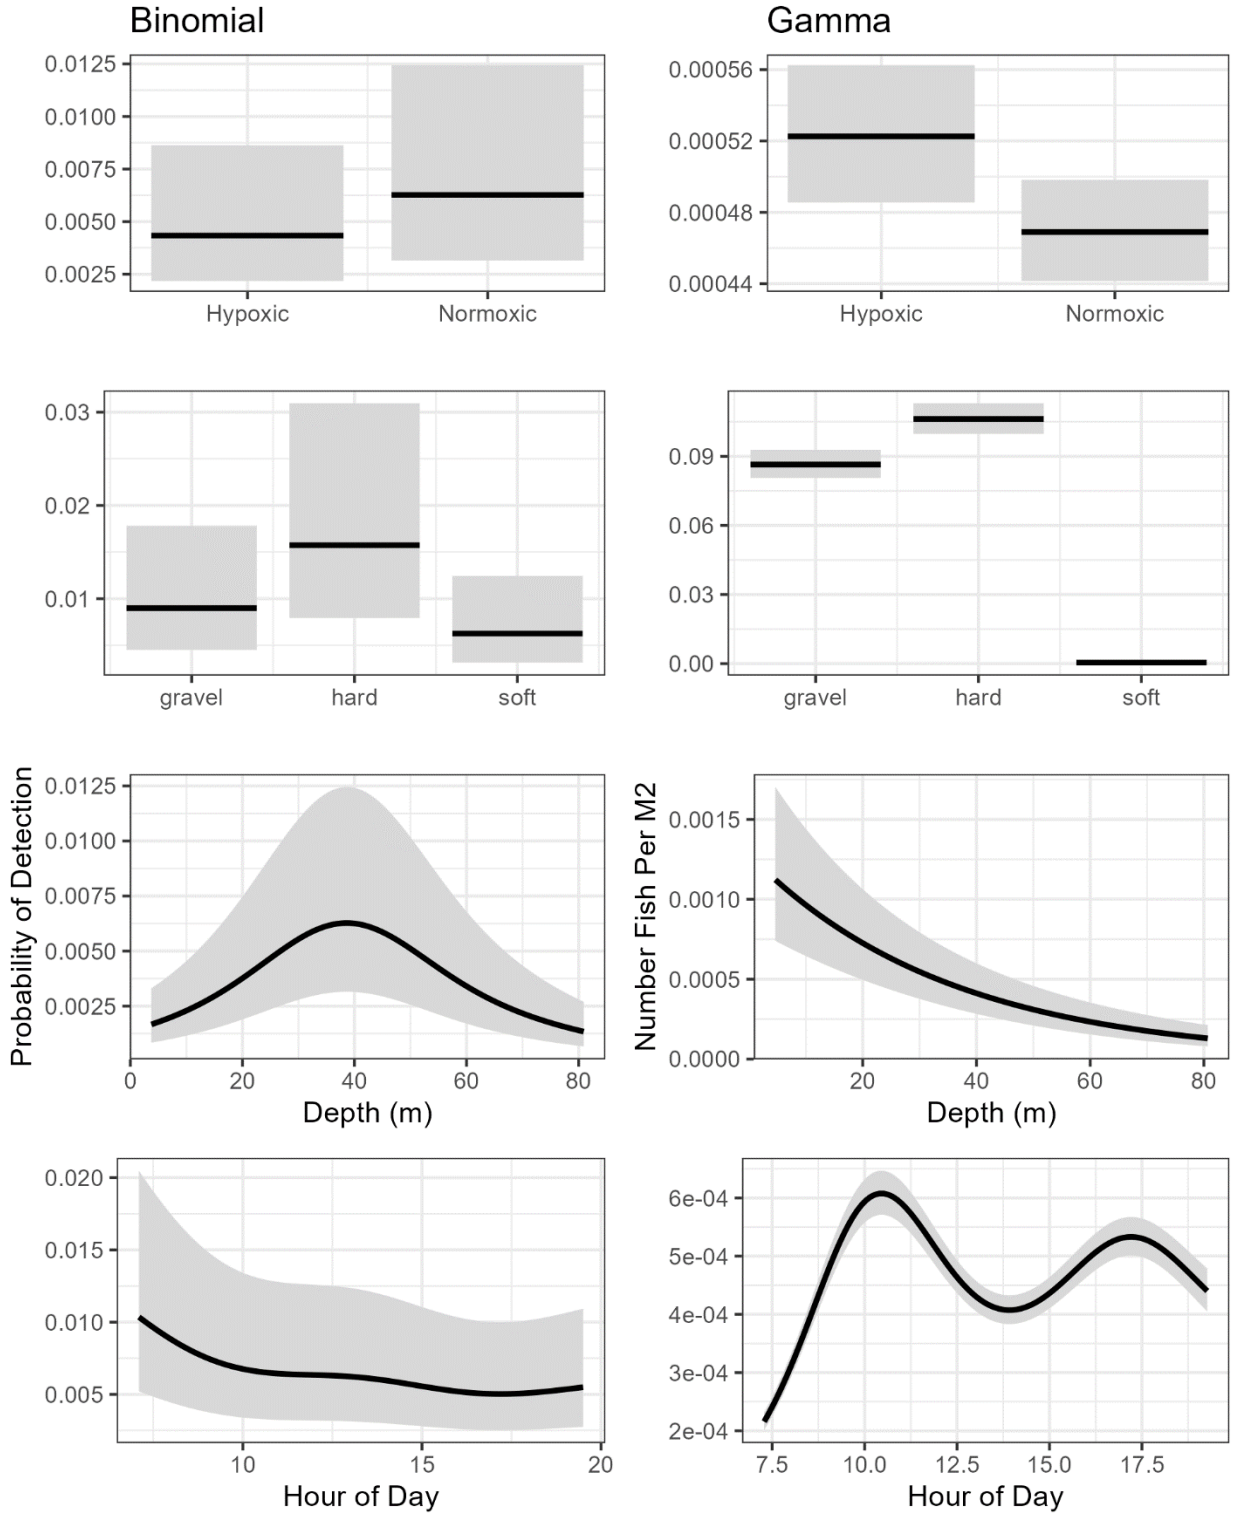 Binomial
Gamma
0.0125
0.0100
0.0075
0.0050
0.0025
Hypoxic Normoxic
0.00056
0.00052
0.00048
0.00044
Hypoxic Normoxic
0.03
0.02
0.01
gravel hard soft
0.09
0.06
0.03
0.00
gravel hard soft
Probability of Detection
0.0125
0.0100
0.0075
0.0050
0.0025
0 20 40 60 80
Depth (m)
Number Fish Per M2
0.0015
0.0010
0.0005
0.0000
20 40 60 80
Depth (m)
0.020
0.015
0.010
0.005
10 15 20
Hour of Day
6e-04
5e-04
4e-04
3e-04
2e-04
7.5 10.0 12.5 15.0 17.5
Hour of Day